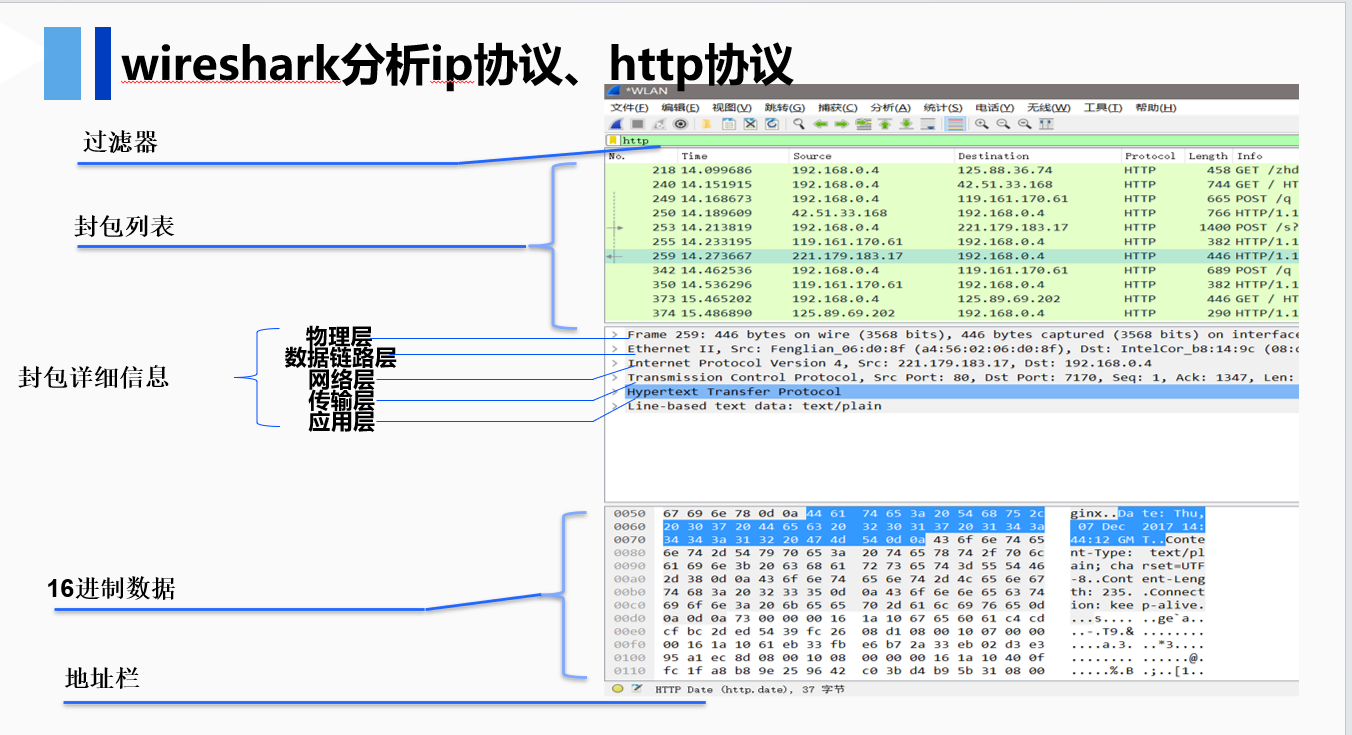 wireshark分析ip协议、http协议
过滤器
封包列表
封包详细信息
物理层
数据链路层
网络层
传输层
应用层
16进制数据
地址栏
*WLAN
文件(F) 编辑(E) 视图(V) 跳转(G) 捕获(C) 分析(A) 统计(S) 电话(Y) 无线(W) 工具(T) 帮助(H)
http
No. Time Source Destination Protocol Length Info
218 14.099686 192.168.0.4 125.88.36.74 HTTP 458 GET /zhd
240 14.151915 192.168.0.4 42.51.33.168 HTTP 744 GET / HT
249 14.168673 192.168.0.4 119.161.170.61 HTTP 665 POST /q
250 14.189609 42.51.33.168 192.168.0.4 HTTP 766 HTTP/1.1
253 14.213819 192.168.0.4 221.179.183.17 HTTP 1400 POST /s?
255 14.233195 119.161.170.61 192.168.0.4 HTTP 382 HTTP/1.1
259 14.273667 221.179.183.17 192.168.0.4 HTTP 446 HTTP/1.1
342 14.462536 192.168.0.4 119.161.170.61 HTTP 689 POST /q
350 14.536296 119.161.170.61 192.168.0.4 HTTP 382 HTTP/1.1
373 15.465202 192.168.0.4 125.89.69.202 HTTP 446 GET / HT
374 15.486890 125.89.69.202 192.168.0.4 HTTP 290 HTTP/1.1
Frame 259: 446 bytes on wire (3568 bits), 446 bytes captured (3568 bits) on interface
Ethernet II, Src: Fenglian_06:d0:8f (a4:56:02:06:d0:8f), Dst: IntelCor_b8:14:9c (08:
Internet Protocol Version 4, Src: 221.179.183.17, Dst: 192.168.0.4
Transmission Control Protocol, Src Port: 80, Dst Port: 7170, Seq: 1, Ack: 1347, Len:
Hypertext Transfer Protocol
Line-based text data: text/plain
0050 67 69 6e 78 0d 0a 44 61 74 65 3a 20 54 68 75 2c ginx..Da te: Thu,
0060 20 30 37 20 44 65 63 20 32 30 31 37 20 31 34 3a 07 Dec 2017 14:
0070 34 34 3a 31 32 20 47 4d 54 0d 0a 43 6f 6e 74 65 44:12 GM T..Conte
0080 6e 74 2d 54 79 70 65 3a 20 74 65 78 74 2f 70 6c nt-Type: text/pl
0090 61 69 6e 3b 20 63 68 61 72 73 65 74 3d 55 54 46 ain; cha rset=UTF
00a0 2d 38 0d 0a 43 6f 6e 74 65 6e 74 2d 4c 65 6e 67 -8..Cont ent-Leng
00b0 74 68 3a 20 32 33 35 0d 0a 43 6f 6e 6e 65 63 74 th: 235. .Connect
00c0 69 6f 6e 3a 20 6b 65 65 70 2d 61 6c 69 76 65 0d ion: kee p-alive.
00d0 0a 0d 0a 73 00 00 00 16 1a 10 67 65 60 61 c4 cd ...s.... ..ge`a..
00e0 cf bc 2d ed 54 39 fc 26 08 d1 08 00 10 07 00 00 ..-.T9.& ........
00f0 00 16 1a 10 61 eb 33 fb e6 b7 2a 33 eb 02 d3 e3 ....a.3. ..*3....
0100 95 a1 ec 8d 08 00 10 08 00 00 00 16 1a 10 40 0f ........ ......@.
0110 fc 1f a8 b8 9e 25 96 42 c0 3b d4 b9 5b 31 08 00 .....%.B .;..[1..
HTTP Date (http.date), 37 字节